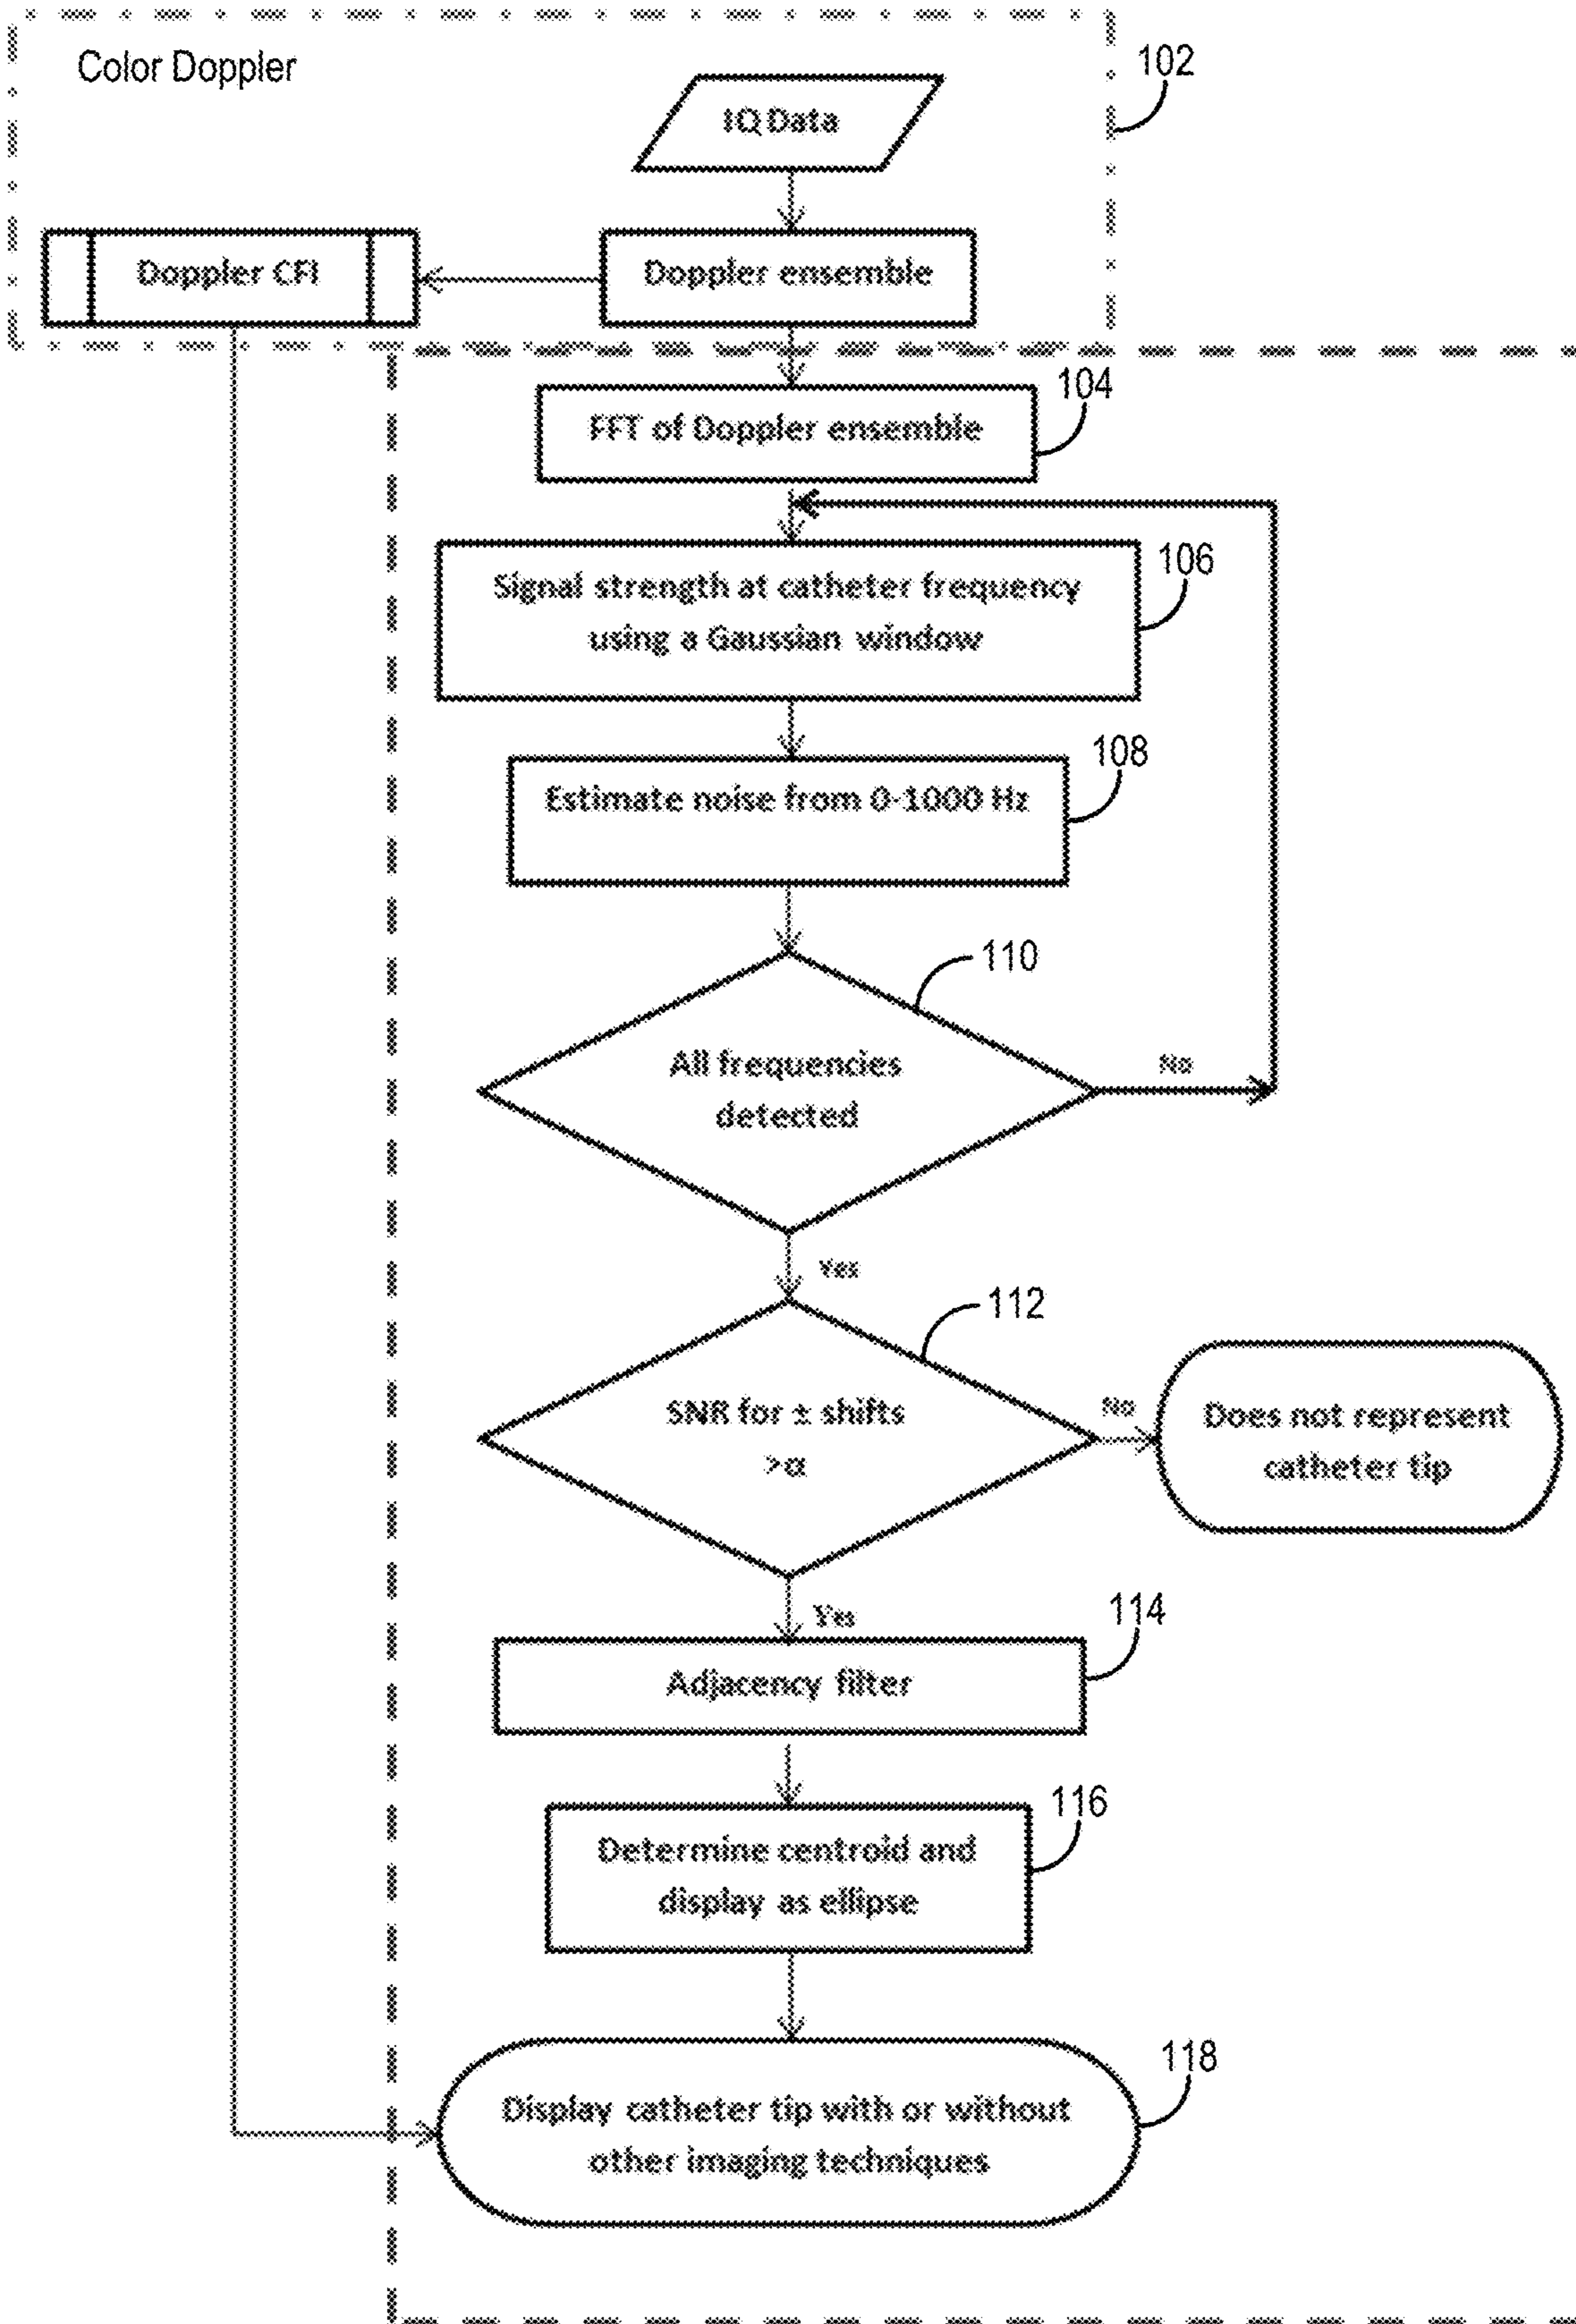 Color Doppler
102
IQ Data
Doppler CFI
Doppler ensemble
104
FFT of Doppler ensemble
106
Signal strength at catheter frequency
using a Gaussian window
108
Estimate noise from 0-1000 Hz
110
All frequencies
detected
No
Yes
112
SNR for ± shifts
>α
No
Does not represent
catheter tip
Yes
114
Adjacency filter
116
Determine centroid and
display as ellipse
118
Display catheter tip with or without
other imaging techniques